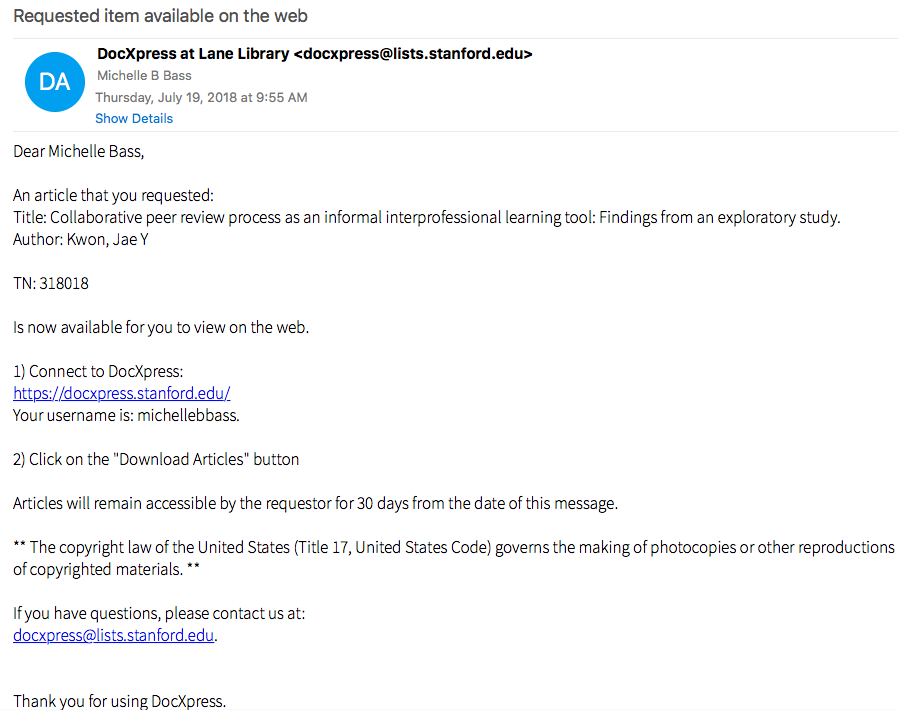 Requested item available on the web
DA
DocXpress at Lane Library <docxpress@lists.stanford.edu>
Michelle B Bass
Thursday, July 19, 2018 at 9:55 AM
Show Details
Dear Michelle Bass,
An article that you requested:
Title: Collaborative peer review process as an informal interprofessional learning tool: Findings from an exploratory study.
Author: Kwon, Jae Y
TN: 318018
Is now available for you to view on the web.
1) Connect to DocXpress:
https://docxpress.stanford.edu/
Your username is: michellebbass.
2) Click on the "Download Articles" button
Articles will remain accessible by the requestor for 30 days from the date of this message.
** The copyright law of the United States (Title 17, United States Code) governs the making of photocopies or other reproductions
of copyrighted materials. **
If you have questions, please contact us at:
docxpress@lists.stanford.edu.
Thank you for using DocXpress.